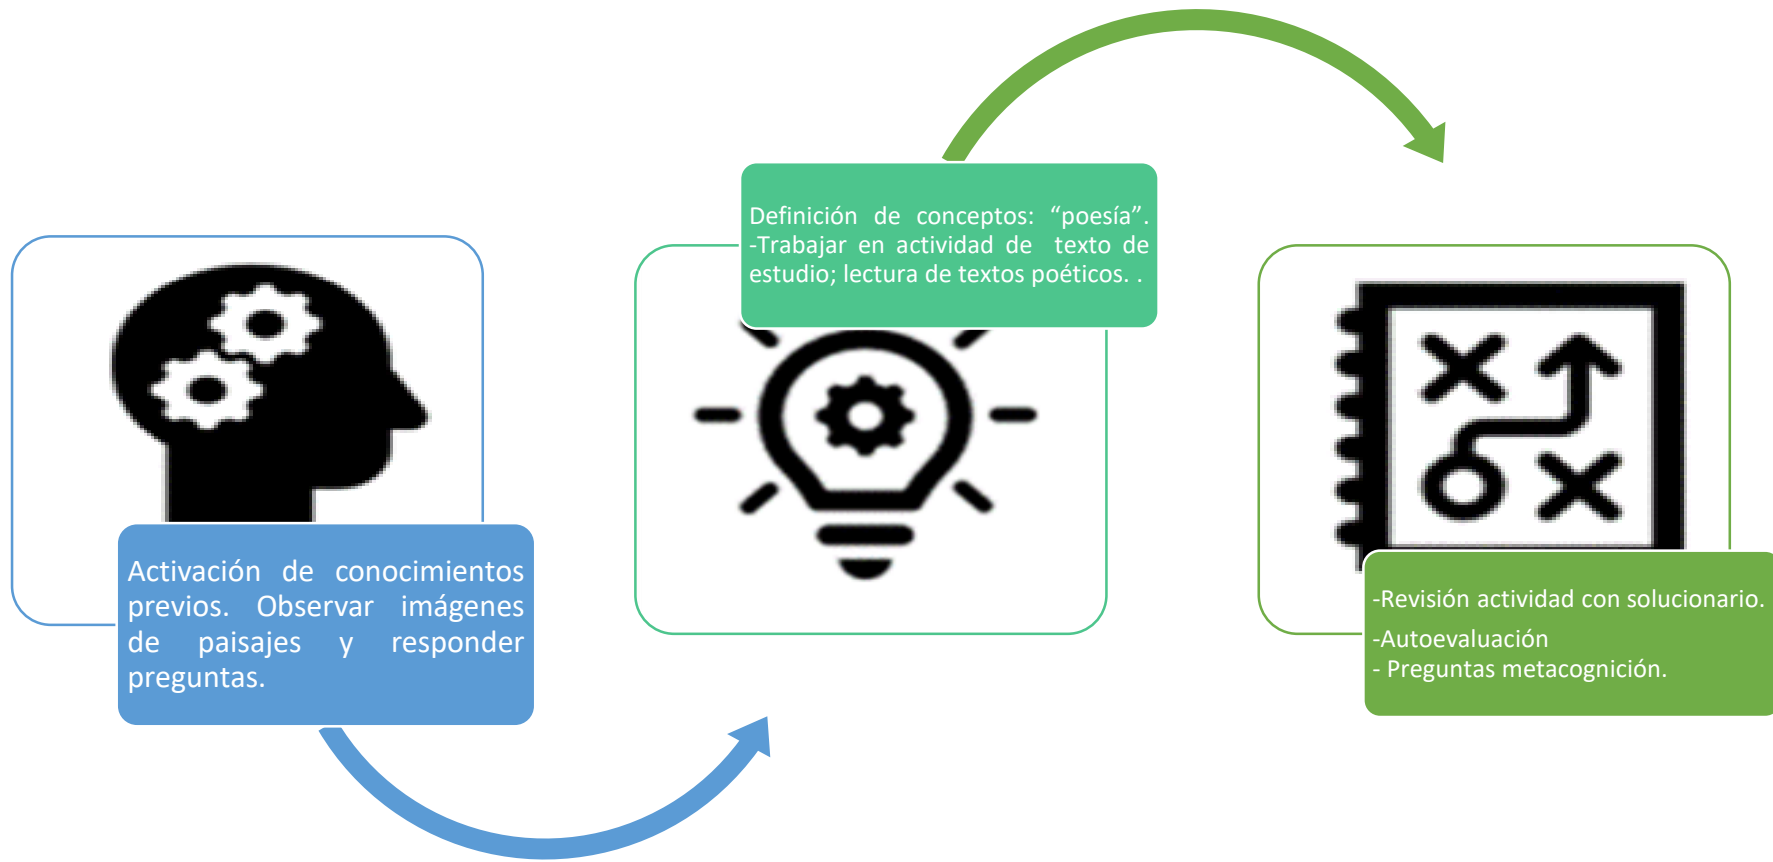 Activación de conocimientos
previos. Observar imágenes
de paisajes y responder
preguntas.
Definición de conceptos: “poesía”.
-Trabajar en actividad de texto de
estudio; lectura de textos poéticos. .
-Revisión actividad con solucionario.
-Autoevaluación
- Preguntas metacognición.